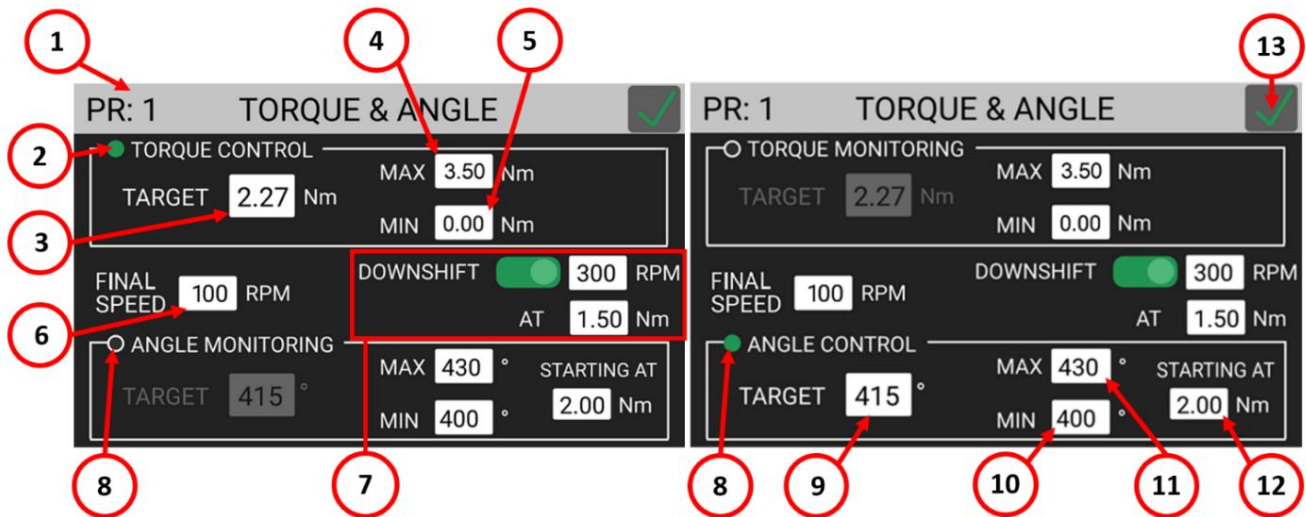 1
4
5
13
PR: 1 TORQUE & ANGLE
2
TORQUE CONTROL
MAX 3.50 Nm
TARGET 2.27 Nm
MIN 0.00 Nm
3
FINAL SPEED 100 RPM
DOWNSHIFT 300 RPM
AT 1.50 Nm
6
ANGLE MONITORING
MAX 430 °
STARTING AT
TARGET 415 °
2.00 Nm
MIN 400 °
8
7
PR: 1 TORQUE & ANGLE
TORQUE MONITORING
MAX 3.50 Nm
TARGET 2.27 Nm
MIN 0.00 Nm
FINAL SPEED 100 RPM
DOWNSHIFT 300 RPM
AT 1.50 Nm
ANGLE CONTROL
MAX 430 °
STARTING AT
TARGET 415 °
2.00 Nm
MIN 400 °
8
9
10
11
12